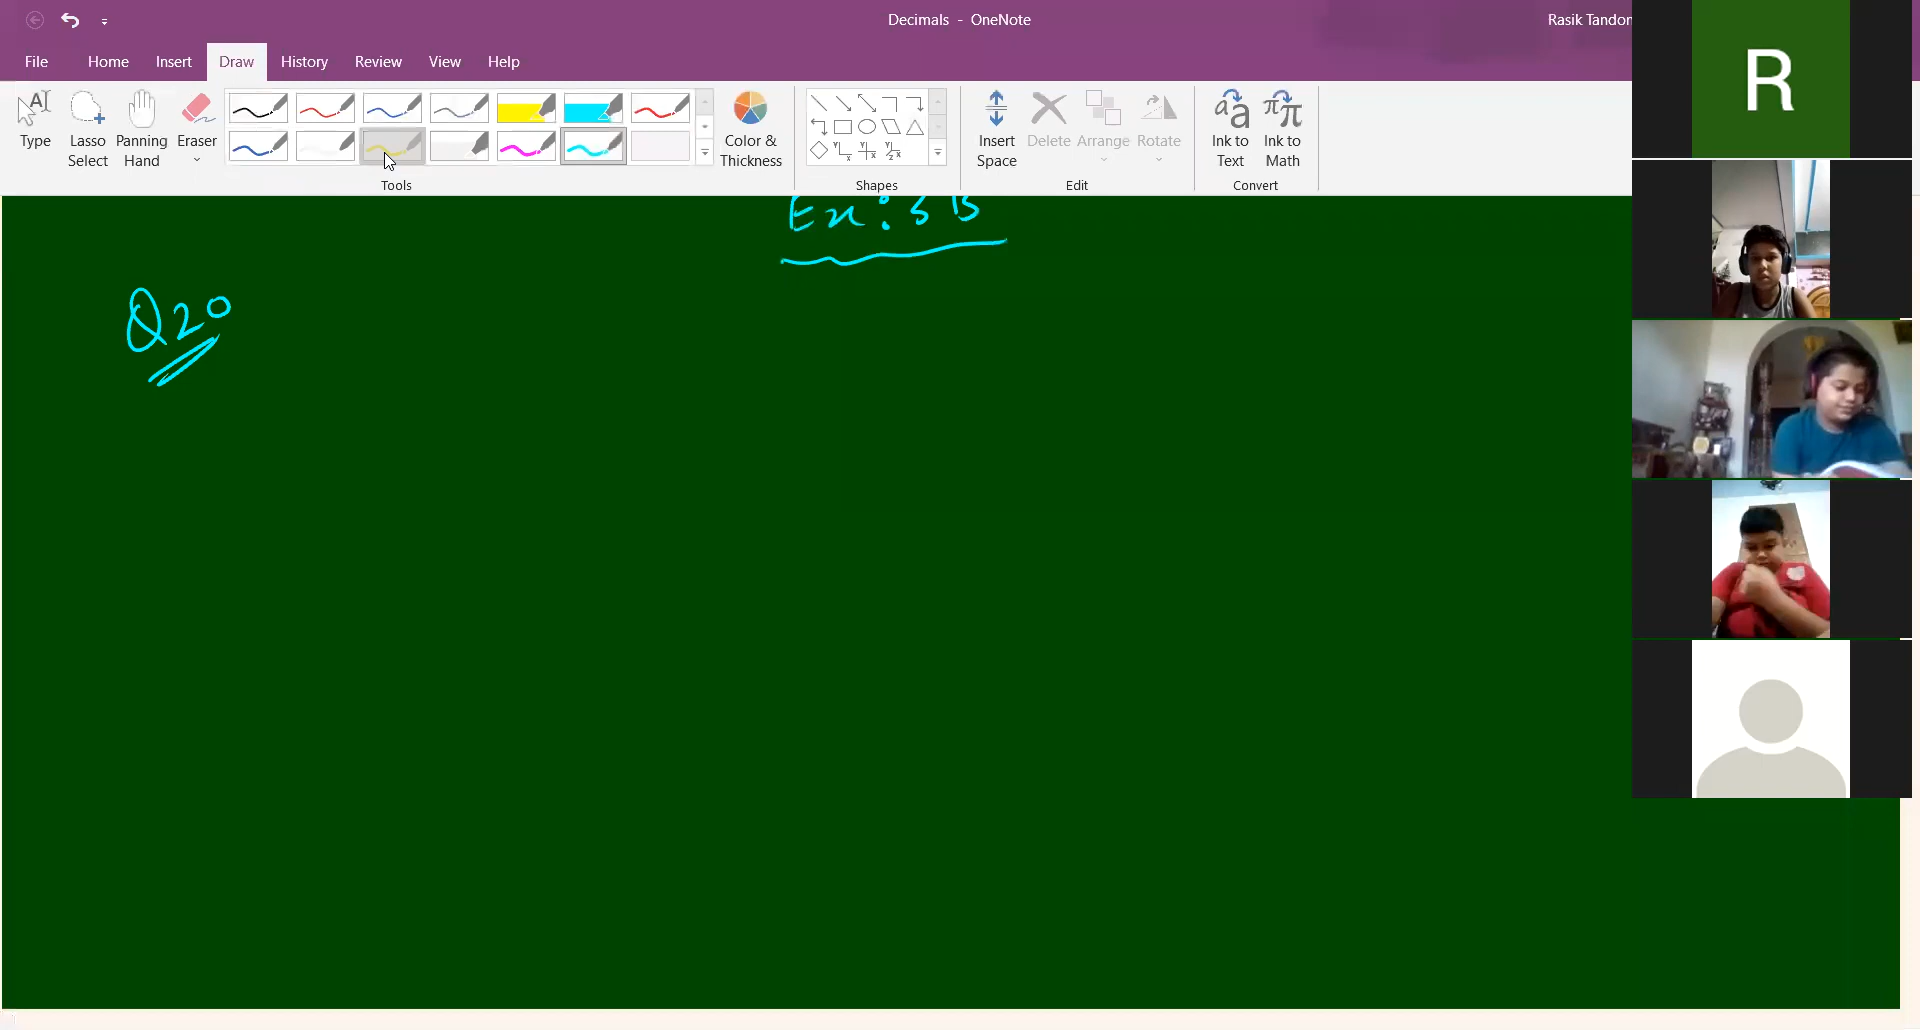 Decimals - OneNote
Rasik Tandon
R
File Home Insert Draw History Review View Help
Type
Lasso Select
Panning Hand
Eraser
Color & Thickness
Insert Space
Delete
Arrange
Rotate
Ink to Text
Ink to Math
Tools
Shapes
Edit
Convert
Ex: 3B
Q20